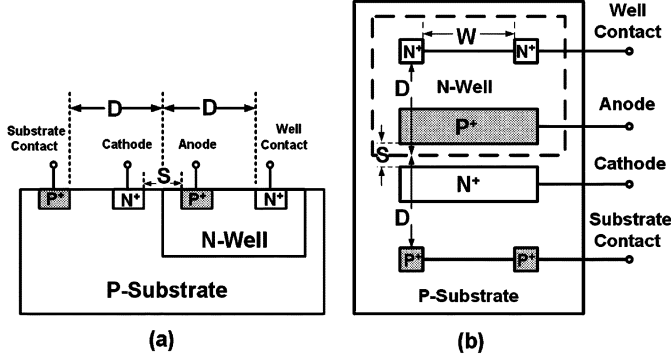 D
D
Substrate
Contact
Cathode
Anode
Well
Contact
S
P+
N+
P+
N+
N-Well
P-Substrate
(a)
Well
Contact
N+
W
N+
D
N-Well
Anode
P+
S
Cathode
N+
D
Substrate
Contact
P+
P+
P-Substrate
(b)